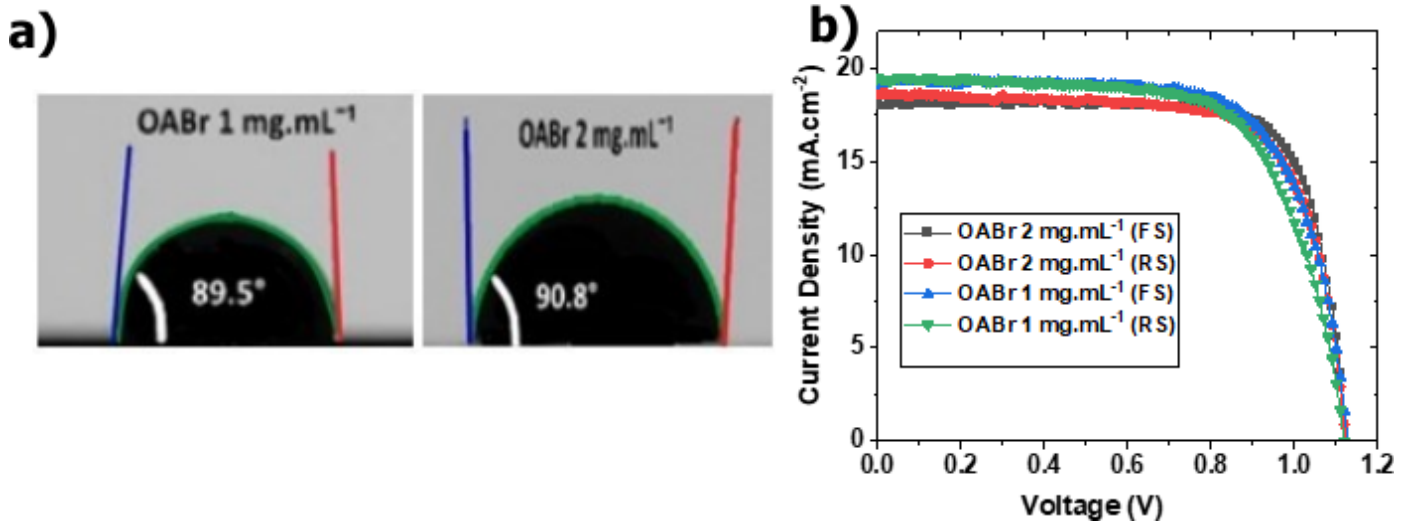 a)
OABr 1 mg.mL⁻¹
89.5°
OABr 2 mg.mL⁻¹
90.8°
b)
Current Density (mA.cm⁻²)
20
15
10
5
0
OABr 2 mg.mL⁻¹ (FS)
OABr 2 mg.mL⁻¹ (RS)
OABr 1 mg.mL⁻¹ (FS)
OABr 1 mg.mL⁻¹ (RS)
0.0 0.2 0.4 0.6 0.8 1.0 1.2
Voltage (V)